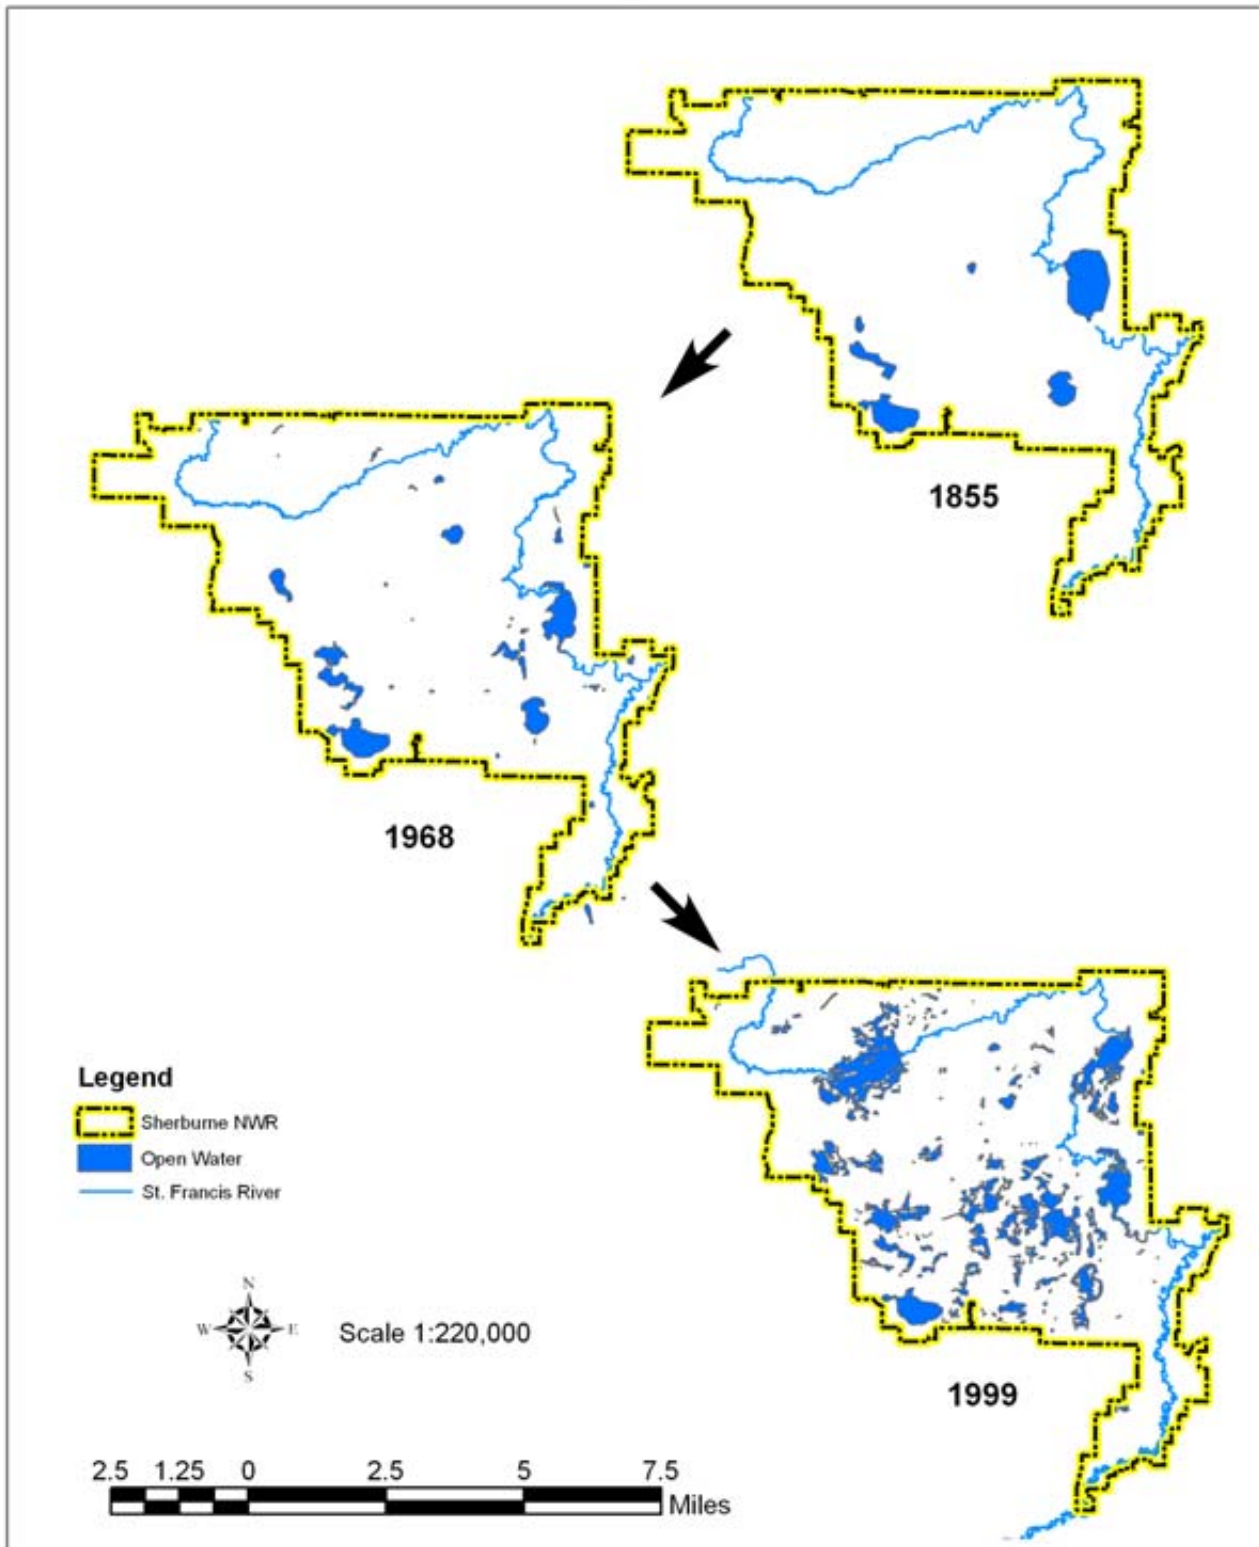 1855
1968
Legend
Sherburne NWR
Open Water
St. Francis River
N
W E
S
Scale 1:220,000
1999
2.5 1.25 0 2.5 5 7.5
Miles